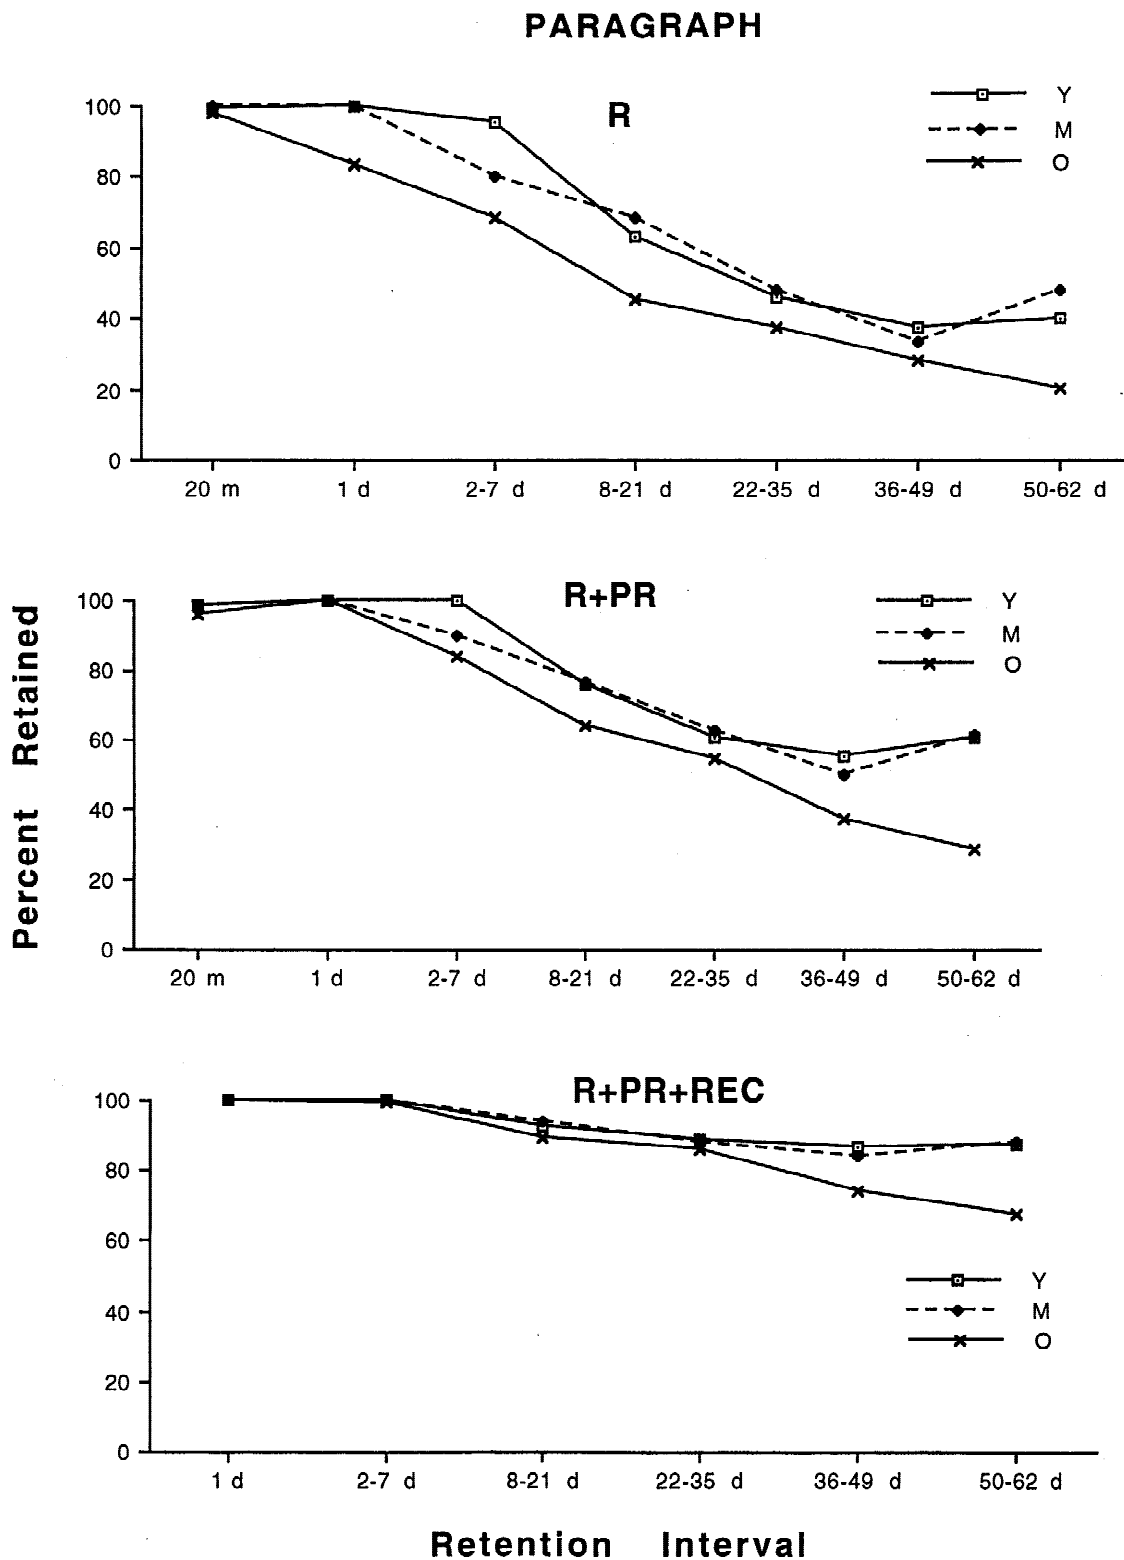 PARAGRAPH
R
Y
M
O
100
80
60
40
20
0
20 m 1 d 2-7 d 8-21 d 22-35 d 36-49 d 50-62 d
Percent Retained
R+PR
Y
M
O
100
80
60
40
20
0
20 m 1 d 2-7 d 8-21 d 22-35 d 36-49 d 50-62 d
R+PR+REC
100
80
60
40
20
0
Y
M
O
1 d 2-7 d 8-21 d 22-35 d 36-49 d 50-62 d
Retention Interval